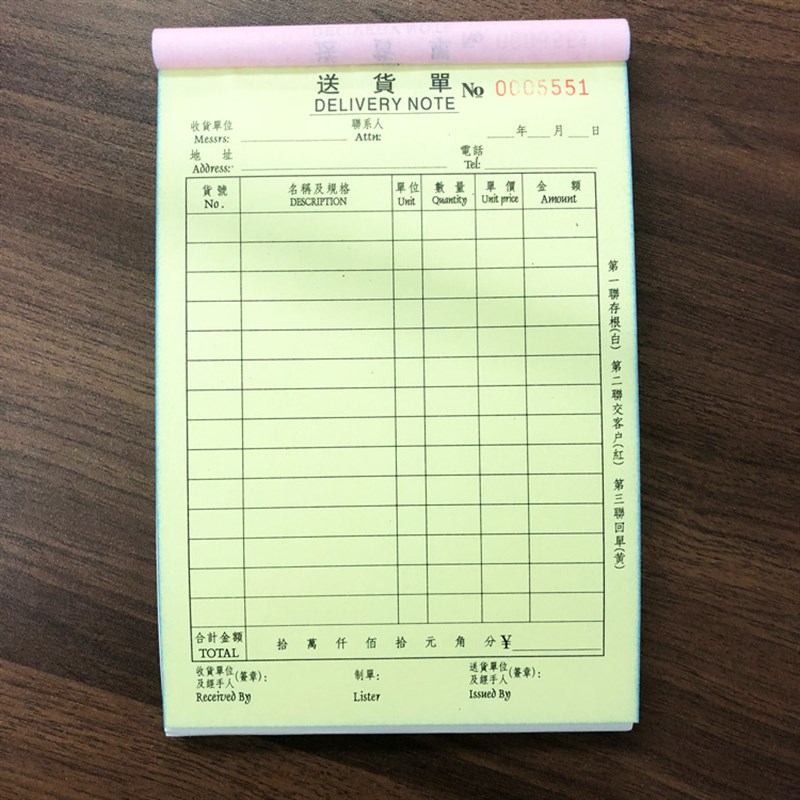 送貨單 No 0005551
DELIVERY NOTE
收貨單位 聯系人
Messrs: Attn: 年 月 日
地 址 電話
Address: Tel:
貨號 名稱及規格 單位 數量 單價 金額
No. DESCRIPTION Unit Quantity Unit price Amount
合計金額 拾 萬 仟 佰 拾 元 角 分 ¥
TOTAL
收貨單位 (簽章): 制單: 送貨單位 (簽章):
及經手人 及經手人
Received By Lister Issued By
第一聯存根(白) 第二聯交客户(紅) 第三聯回單(黄)